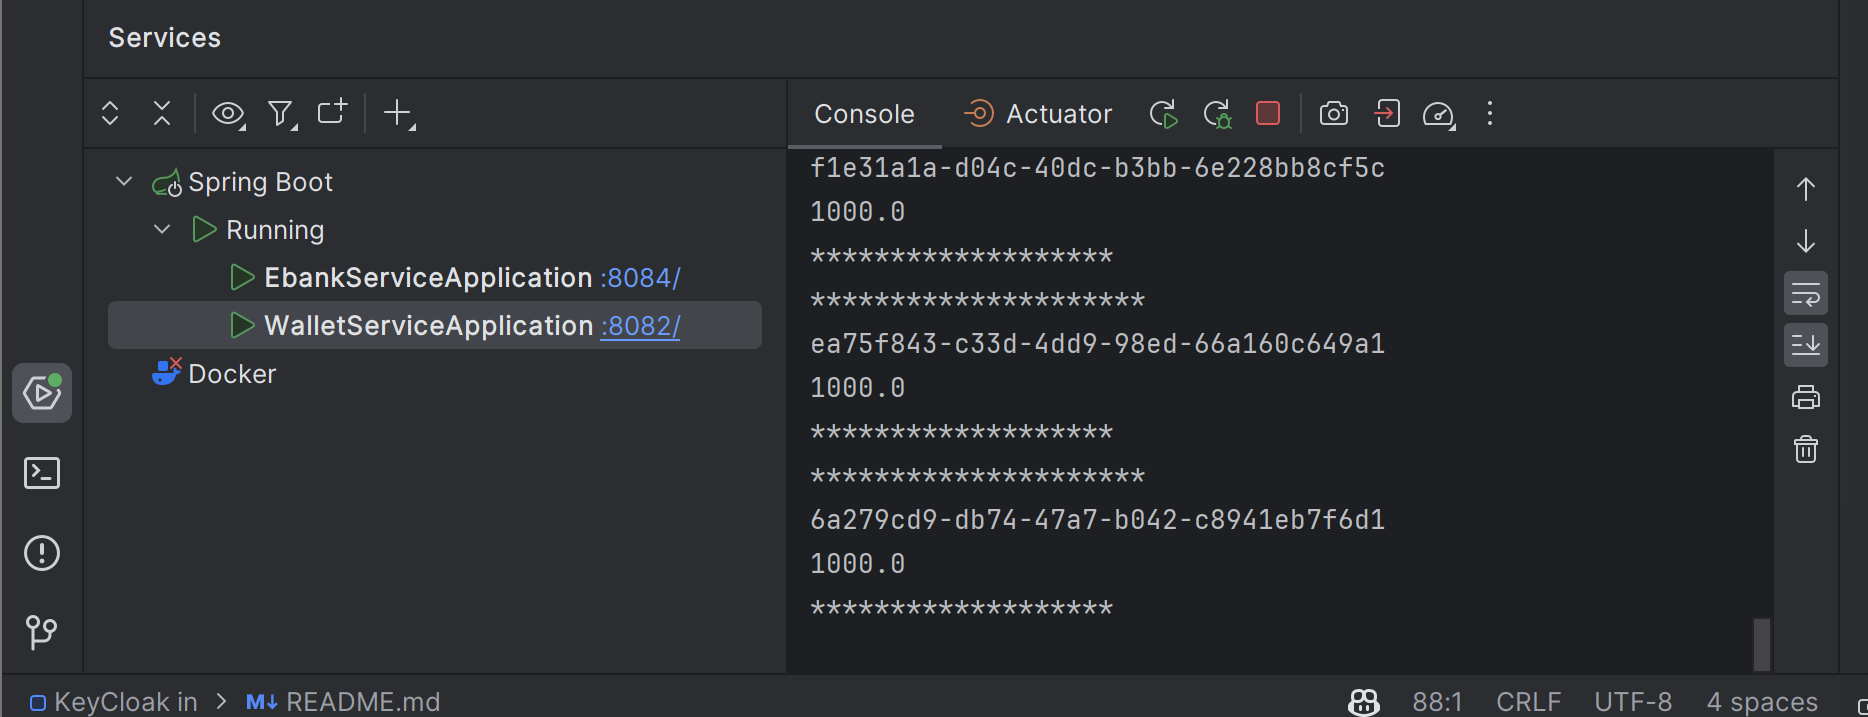 Services
Console
Actuator
Spring Boot
Running
EbankServiceApplication :8084/
WalletServiceApplication :8082/
Docker
f1e31a1a-d04c-40dc-b3bb-6e228bb8cf5c
1000.0
*******************
*********************
ea75f843-c33d-4dd9-98ed-66a160c649a1
1000.0
*******************
*********************
6a279cd9-db74-47a7-b042-c8941eb7f6d1
1000.0
*******************
KeyCloak in > M↓ README.md
88:1 CRLF UTF-8 4 spaces